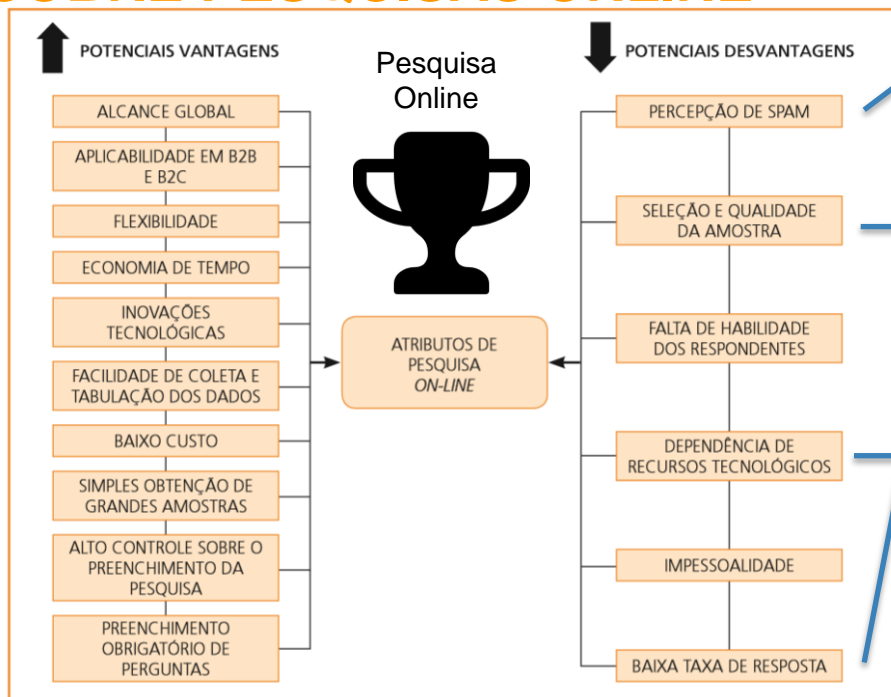 SOBRE PESQUISAS ONLINE
POTENCIAIS VANTAGENS
ALCANCE GLOBAL
APLICABILIDADE EM B2B
E B2C
FLEXIBILIDADE
ECONOMIA DE TEMPO
INOVAÇÕES
TECNOLÓGICAS
FACILIDADE DE COLETA E
TABULAÇÃO DOS DADOS
BAIXO CUSTO
SIMPLES OBTENÇÃO DE
GRANDES AMOSTRAS
ALTO CONTROLE SOBRE O
PREENCHIMENTO DA
PESQUISA
PREENCHIMENTO
OBRIGATÓRIO DE
PERGUNTAS
Pesquisa
Online
ATRIBUTOS DE
PESQUISA
ON-LINE
POTENCIAIS DESVANTAGENS
PERCEPÇÃO DE SPAM
SELEÇÃO E QUALIDADE
DA AMOSTRA
FALTA DE HABILIDADE
DOS RESPONDENTES
DEPENDÊNCIA DE
RECURSOS TECNOLÓGICOS
IMPESSOALIDADE
BAIXA TAXA DE RESPOSTA